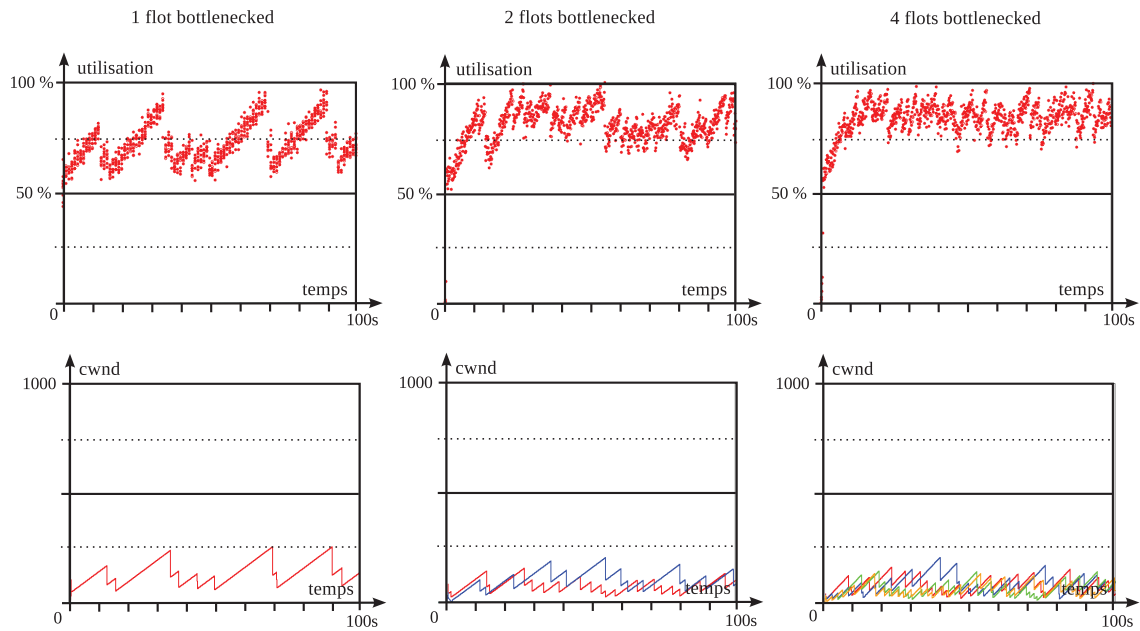 1 flot bottlenecked
2 flots bottlenecked
4 flots bottlenecked
100 %
utilisation
50 %
temps
0
100s
100 %
utilisation
50 %
temps
0
100s
100 %
utilisation
50 %
temps
0
100s
1000
cwnd
temps
0
100s
1000
cwnd
temps
0
100s
1000
cwnd
temps
0
100s